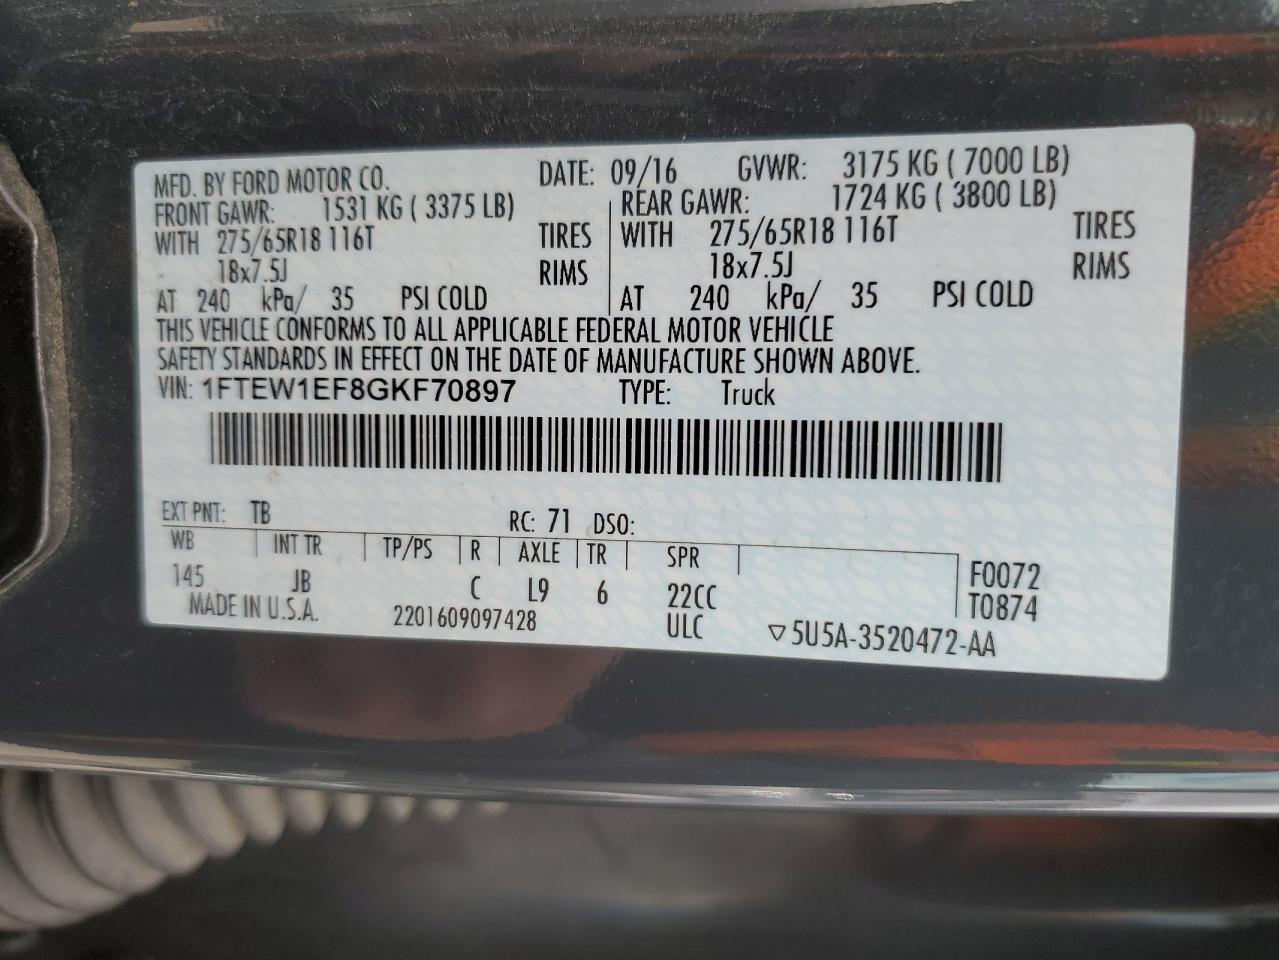 MFD. BY FORD MOTOR CO. DATE: 09/16 GVWR: 3175 KG ( 7000 LB)
FRONT GAWR: 1531 KG ( 3375 LB) REAR GAWR: 1724 KG ( 3800 LB)
WITH 275/65R18 116T TIRES WITH 275/65R18 116T TIRES
18x7.5J RIMS 18x7.5J RIMS
AT 240 kPa/ 35 PSI COLD AT 240 kPa/ 35 PSI COLD
THIS VEHICLE CONFORMS TO ALL APPLICABLE FEDERAL MOTOR VEHICLE
SAFETY STANDARDS IN EFFECT ON THE DATE OF MANUFACTURE SHOWN ABOVE.
VIN: 1FTEW1EF8GKF70897 TYPE: Truck
EXT PNT: TB RC: 71 DSO:
WB INT TR TP/PS R AXLE TR SPR
145 JB C L9 6 22CC F0072
MADE IN U.S.A. 2201609097428 ULC T0874
▽5U5A-3520472-AA